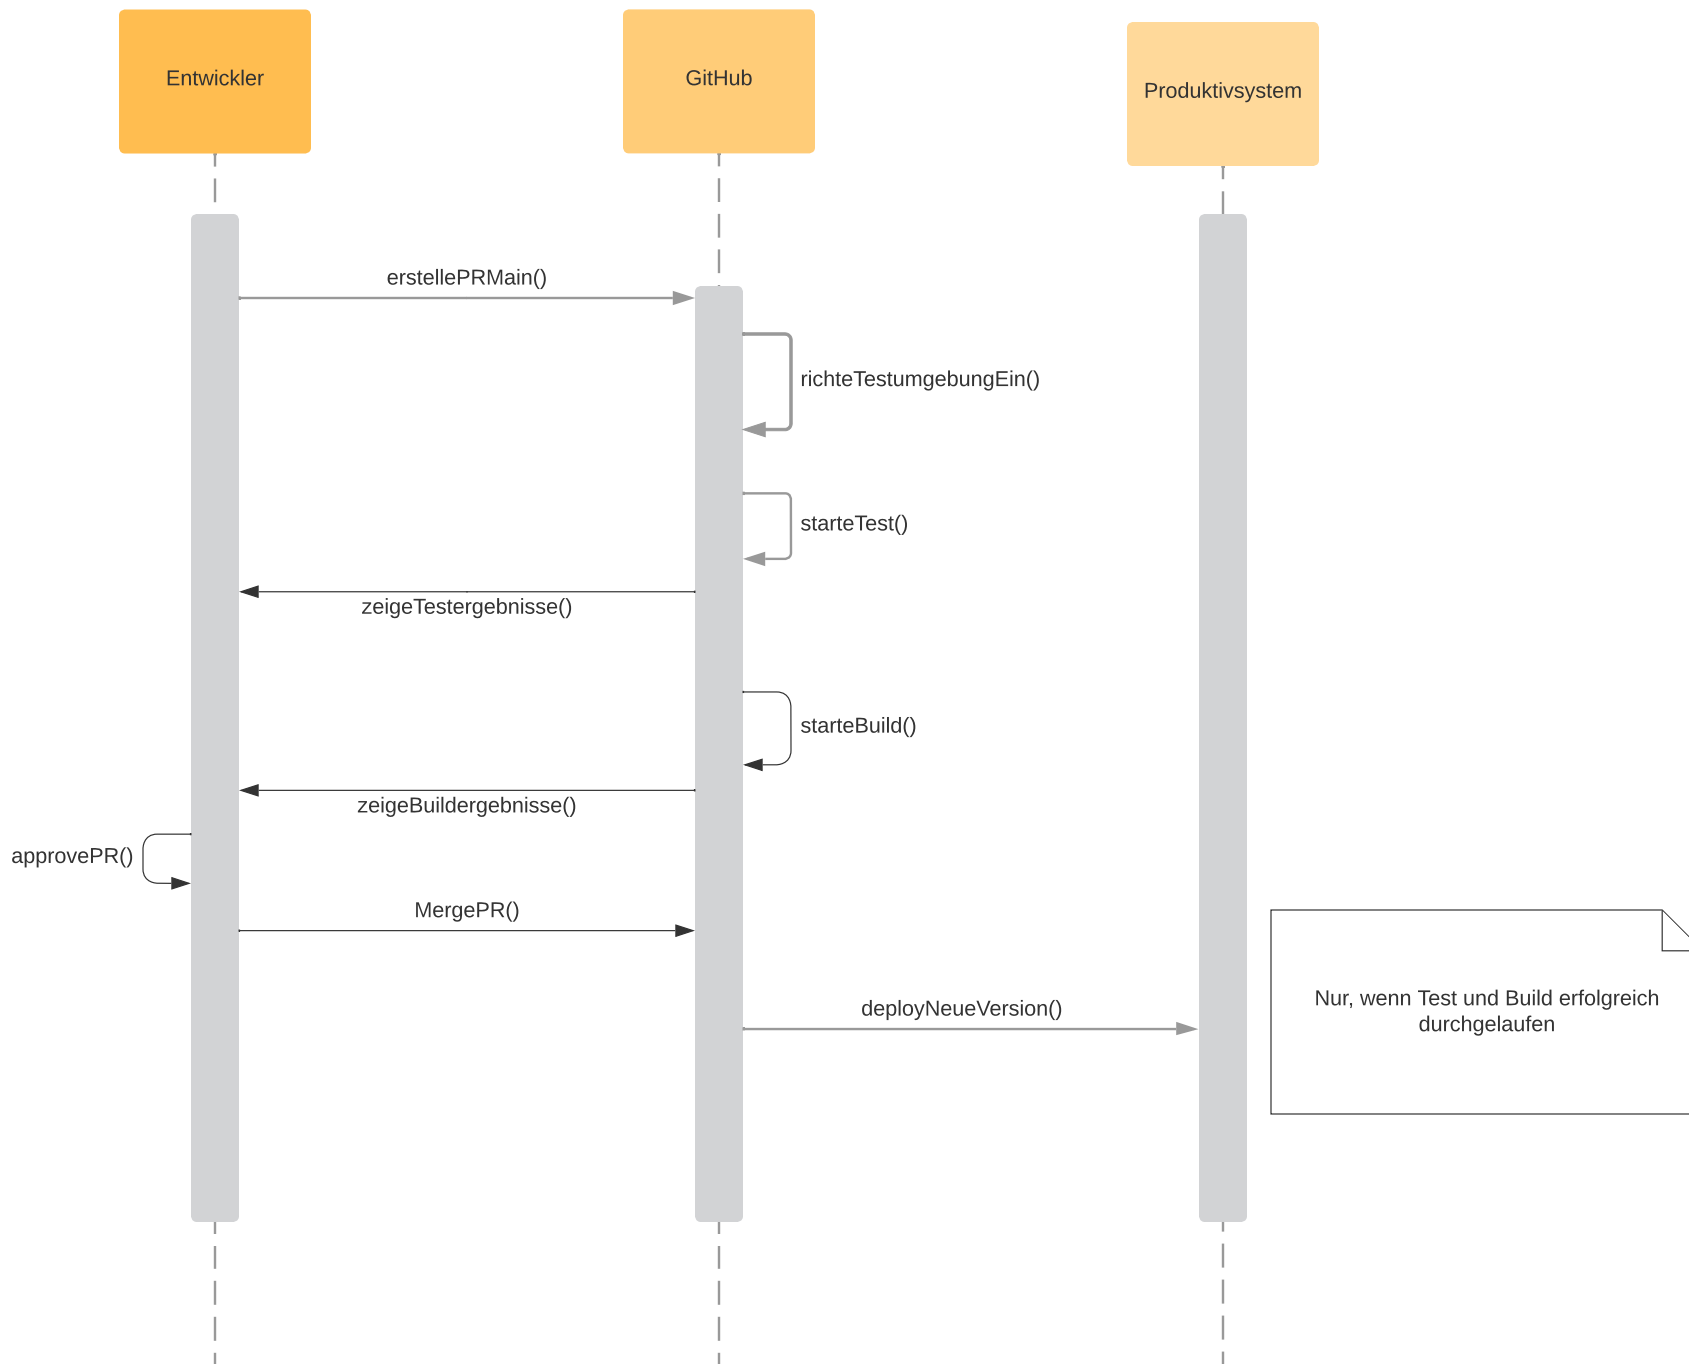 Entwickler
GitHub
Produktivsystem
erstellePRMain()
richteTestumgebungEin()
starteTest()
zeigeTestergebnisse()
starteBuild()
zeigeBuildergebnisse()
approvePR()
MergePR()
deployNeueVersion()
Nur, wenn Test und Build erfolgreich
durchgelaufen